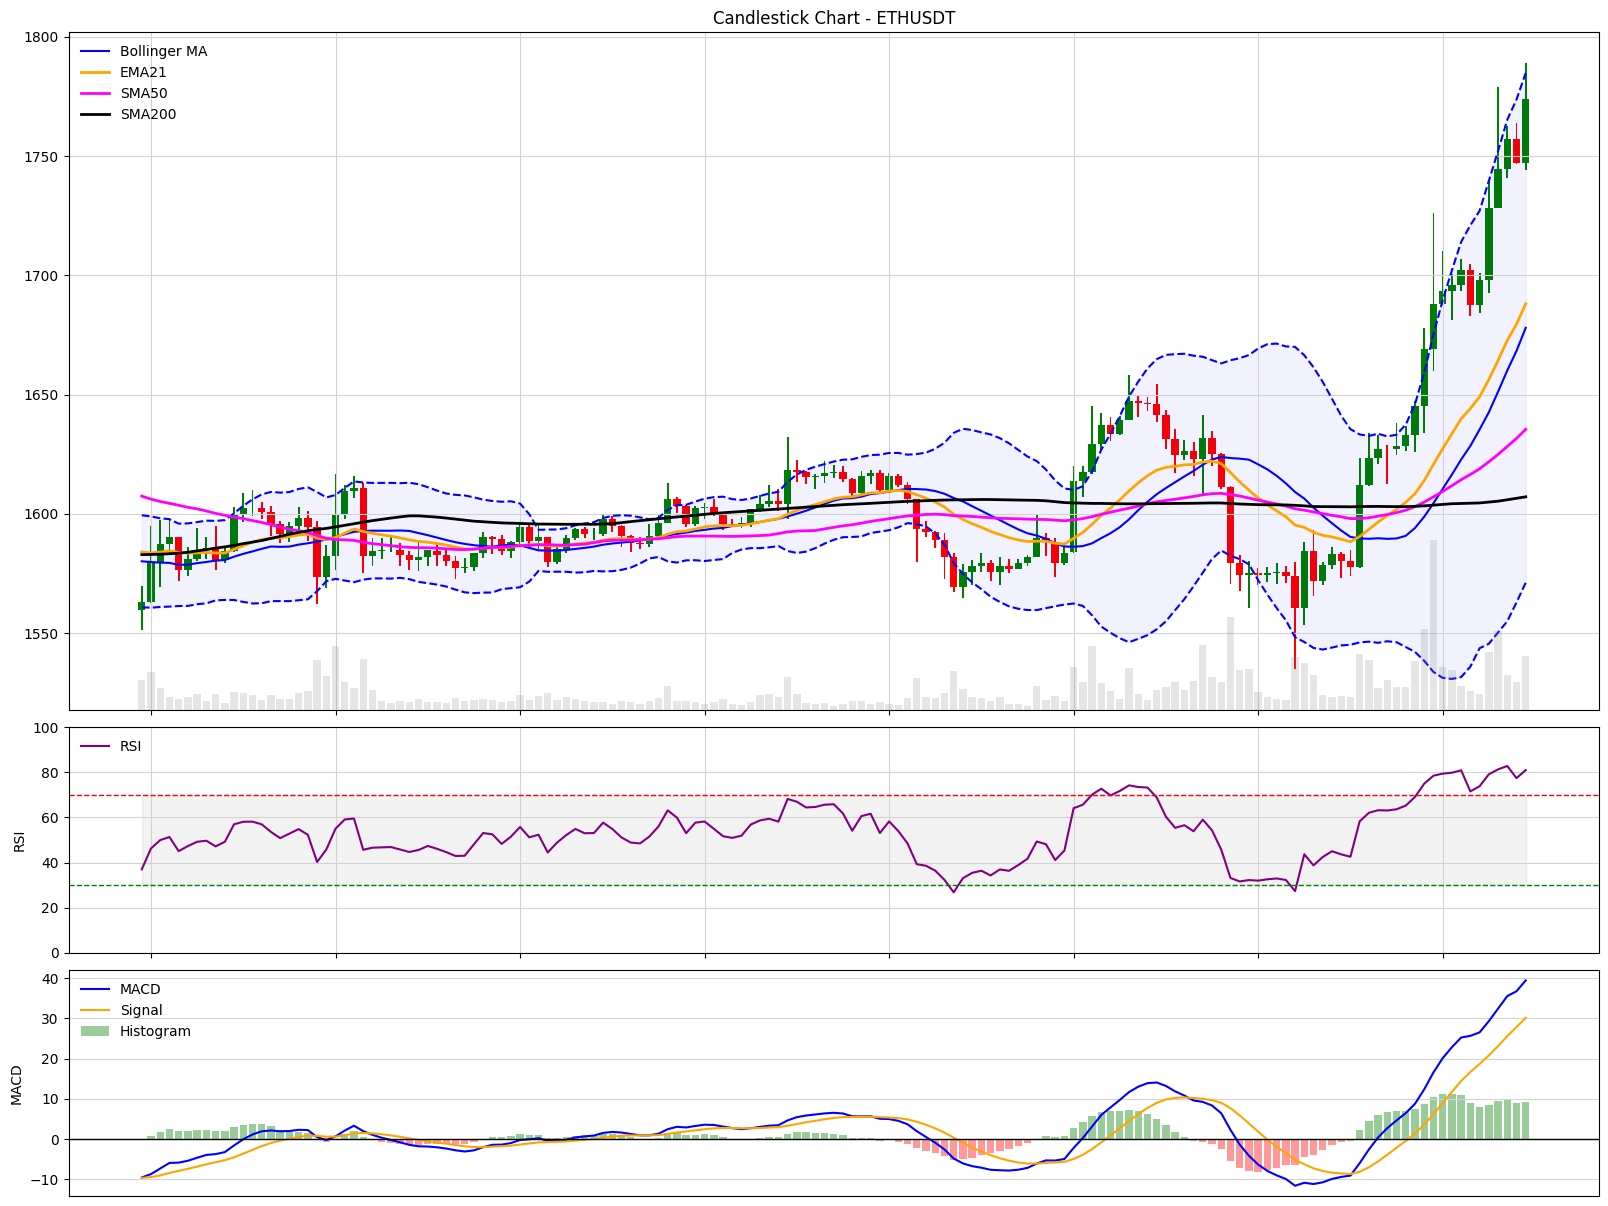 Candlestick Chart - ETHUSDT
1800
1750
1700
1650
1600
1550
Bollinger MA
EMA21
SMA50
SMA200
100
80
60
40
20
0
RSI
RSI
40
30
20
10
0
−10
MACD
MACD
Signal
Histogram